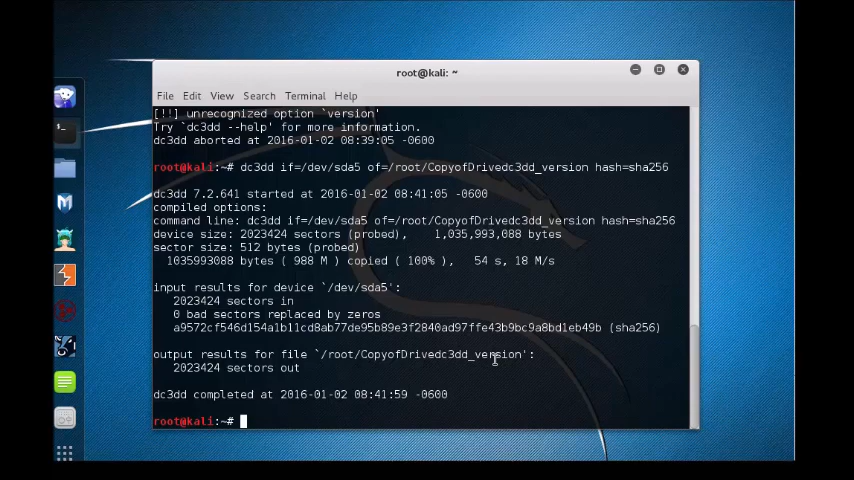 root@kali: ~
File Edit View Search Terminal Help
[!!] unrecognized option `version'
Try `dc3dd --help' for more information.
dc3dd aborted at 2016-01-02 08:39:05 -0600
root@kali:~# dc3dd if=/dev/sda5 of=/root/CopyofDrivedc3dd_version hash=sha256
dc3dd 7.2.641 started at 2016-01-02 08:41:05 -0600
compiled options:
command line: dc3dd if=/dev/sda5 of=/root/CopyofDrivedc3dd_version hash=sha256
device size: 2023424 sectors (probed),    1,035,993,088 bytes
sector size: 512 bytes (probed)
1035993088 bytes ( 988 M ) copied ( 100% ),   54 s, 18 M/s
input results for device `/dev/sda5':
2023424 sectors in
0 bad sectors replaced by zeros
a9572cf546d154a1b11cd8ab77de95b89e3f2840ad97ffe43b9bc9a8bd1eb49b (sha256)
output results for file `/root/CopyofDrivedc3dd_version':
2023424 sectors out
dc3dd completed at 2016-01-02 08:41:59 -0600
root@kali:~#